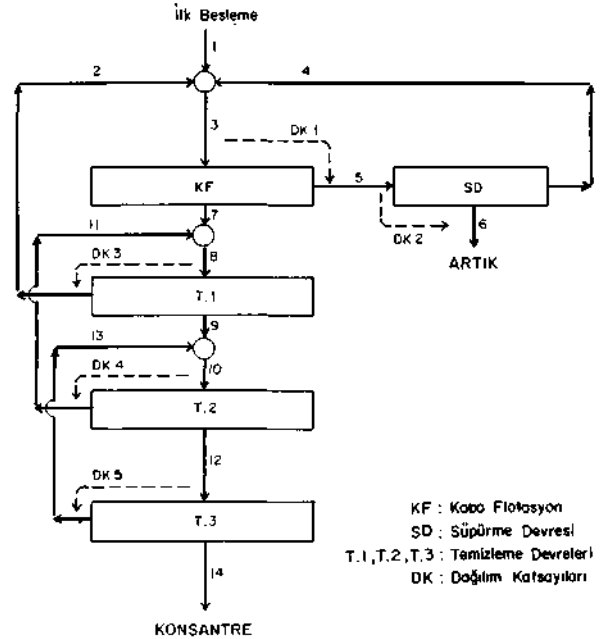 İlk Besleme
1
2
4
3
DK 1
KF
5
SD
7
DK 2
6
11
ARTIK
DK 3
8
T.1
9
13
DK 4
10
T.2
12
DK 5
T.3
14
KONSANTRE
KF : Kaba Flotasyon
SD : Süpürme Devresi
T.1,T.2,T.3 : Temizleme Devreleri
DK : Dağılım Katsayıları